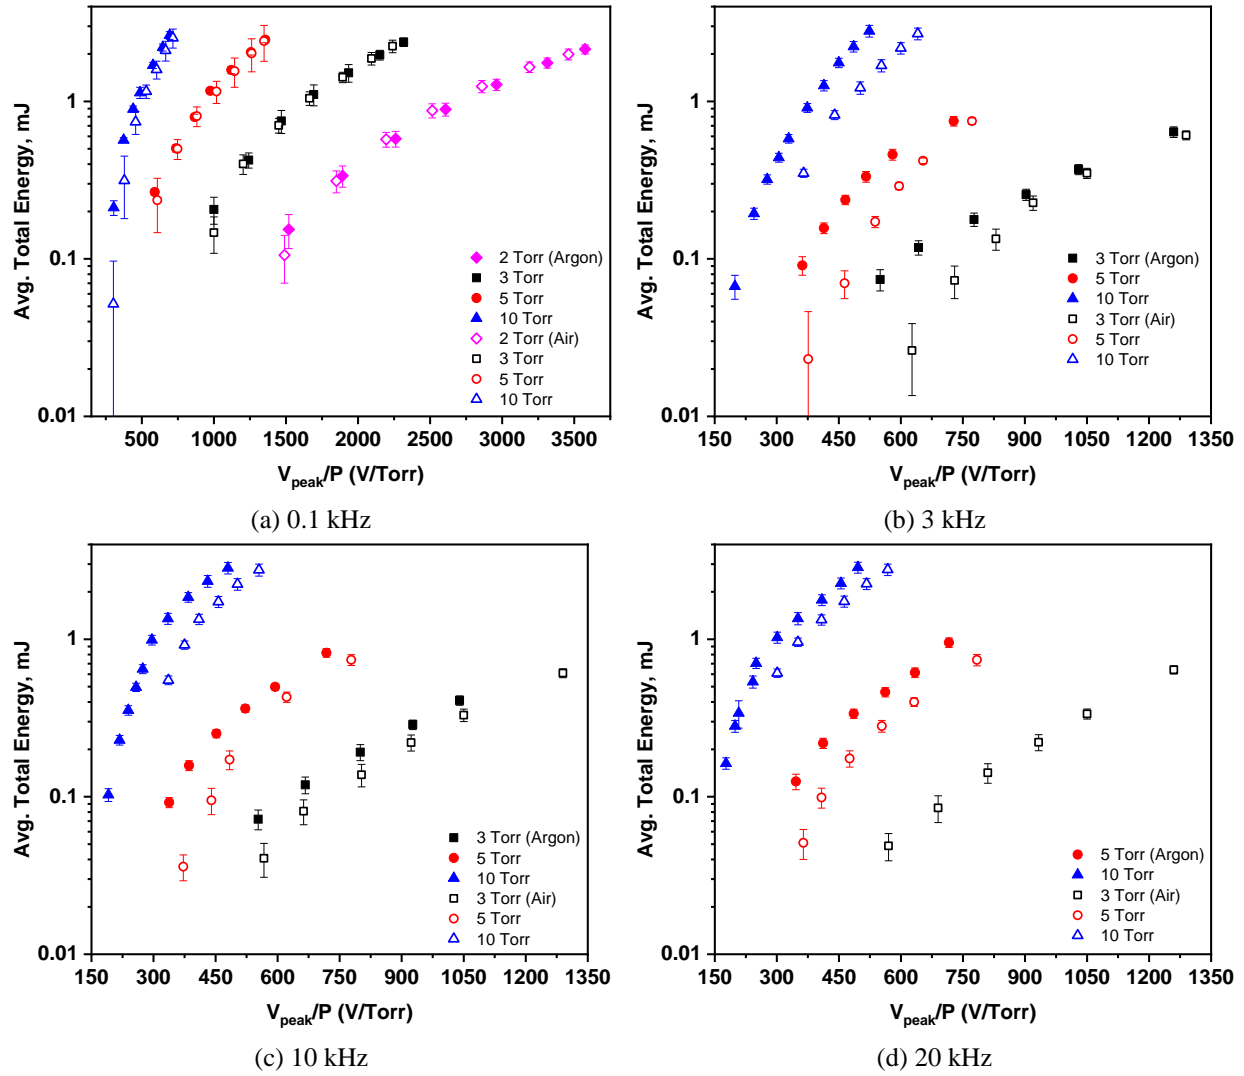 Avg. Total Energy, mJ
1
0.1
0.01
2 Torr (Argon)
3 Torr
5 Torr
10 Torr
2 Torr (Air)
3 Torr
5 Torr
10 Torr
500 1000 1500 2000 2500 3000 3500
Vpeak/P (V/Torr)
(a) 0.1 kHz
Avg. Total Energy, mJ
1
0.1
0.01
3 Torr (Argon)
5 Torr
10 Torr
3 Torr (Air)
5 Torr
10 Torr
150 300 450 600 750 900 1050 1200 1350
Vpeak/P (V/Torr)
(b) 3 kHz
Avg. Total Energy, mJ
1
0.1
0.01
3 Torr (Argon)
5 Torr
10 Torr
3 Torr (Air)
5 Torr
10 Torr
150 300 450 600 750 900 1050 1200 1350
Vpeak/P (V/Torr)
(c) 10 kHz
Avg. Total Energy, mJ
1
0.1
0.01
5 Torr (Argon)
10 Torr
3 Torr (Air)
5 Torr
10 Torr
150 300 450 600 750 900 1050 1200 1350
Vpeak/P (V/Torr)
(d) 20 kHz